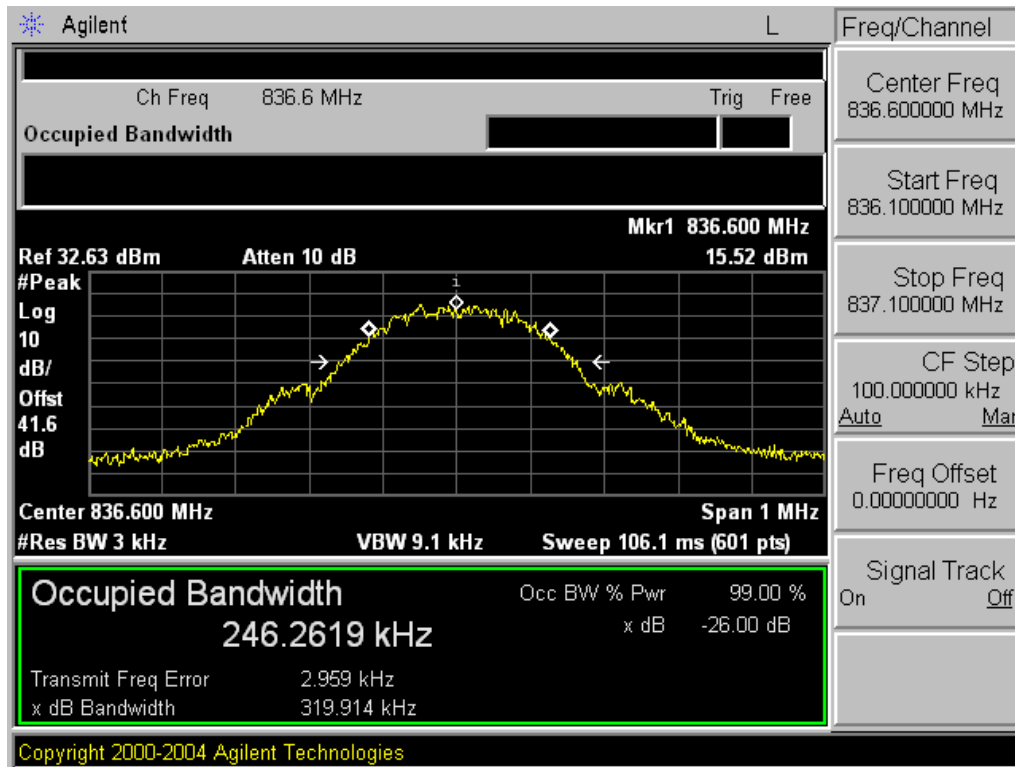 Agilent L Freq/Channel
Ch Freq 836.6 MHz Trig Free
Occupied Bandwidth
Center Freq
836.600000 MHz
Start Freq
836.100000 MHz
Mkr1 836.600 MHz
Ref 32.63 dBm Atten 10 dB 15.52 dBm
#Peak
Log
10
dB/
Offst
41.6
dB
1
Stop Freq
837.100000 MHz
CF Step
100.000000 kHz
Auto Man
Freq Offset
0.00000000 Hz
Center 836.600 MHz Span 1 MHz
#Res BW 3 kHz VBW 9.1 kHz Sweep 106.1 ms (601 pts)
Signal Track
On Off
Occupied Bandwidth Occ BW % Pwr 99.00 %
246.2619 kHz x dB -26.00 dB
Transmit Freq Error 2.959 kHz
x dB Bandwidth 319.914 kHz
Copyright 2000-2004 Agilent Technologies